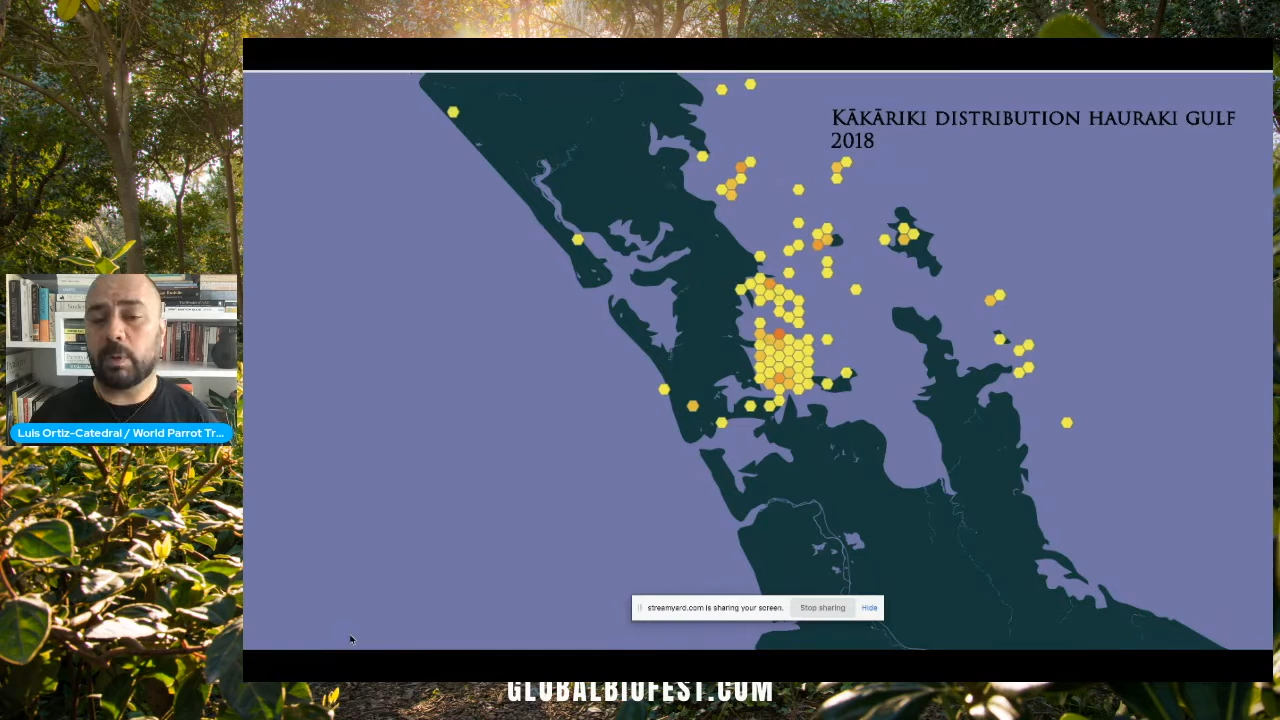 KĀKĀRIKI DISTRIBUTION HAURAKI GULF
2018
Luis Ortiz-Catedral / World Parrot Tr...
streamyard.com is sharing your screen. Stop sharing Hide
GLOBALBIOFEST.COM